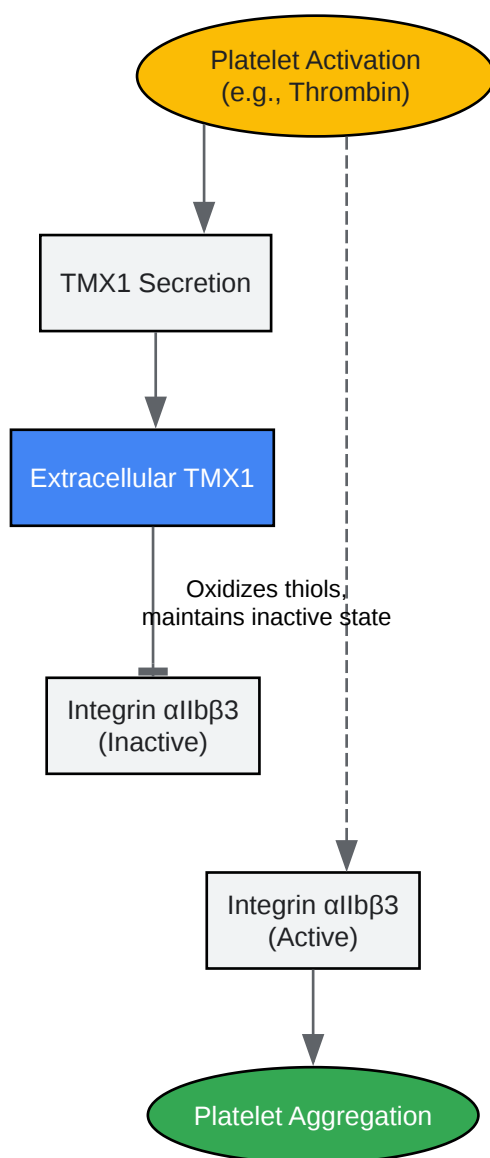 Platelet Activation
(e.g., Thrombin)
TMX1 Secretion
Extracellular TMX1
Oxidizes thiols,
maintains inactive state
Integrin αIIbβ3
(Inactive)
Integrin αIIbβ3
(Active)
Platelet Aggregation